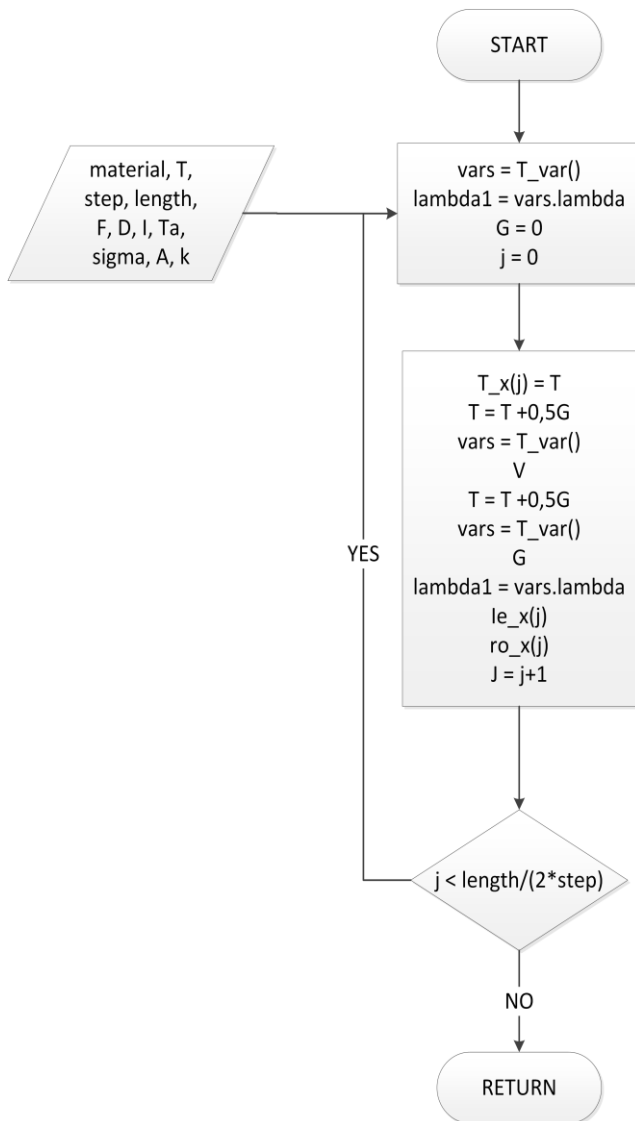 START
material, T,
step, length,
F, D, I, Ta,
sigma, A, k
vars = T_var()
lambda1 = vars.lambda
G = 0
j = 0
T_x(j) = T
T = T +0,5G
vars = T_var()
V
T = T +0,5G
vars = T_var()
G
lambda1 = vars.lambda
le_x(j)
ro_x(j)
J = j+1
YES
j < length/(2*step)
NO
RETURN